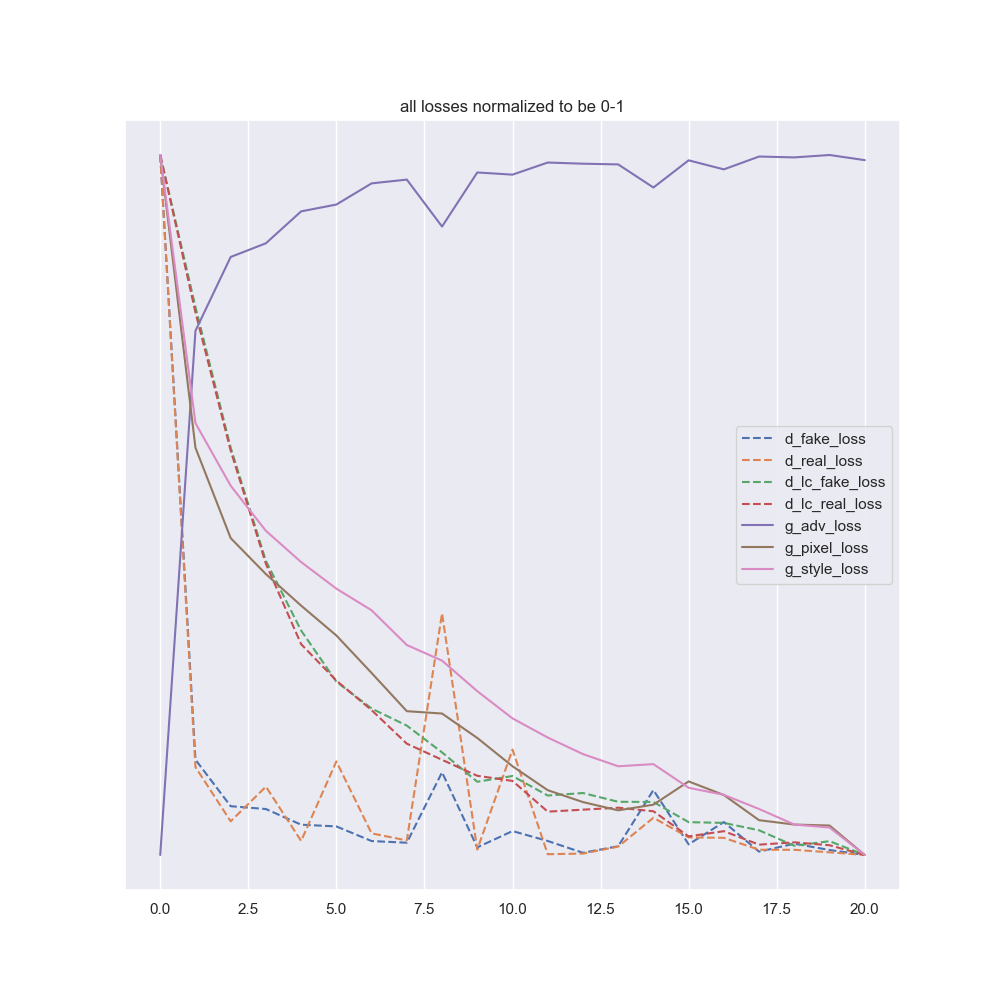 all losses normalized to be 0-1
d_fake_loss
d_real_loss
d_lc_fake_loss
d_lc_real_loss
g_adv_loss
g_pixel_loss
g_style_loss
0.0 2.5 5.0 7.5 10.0 12.5 15.0 17.5 20.0